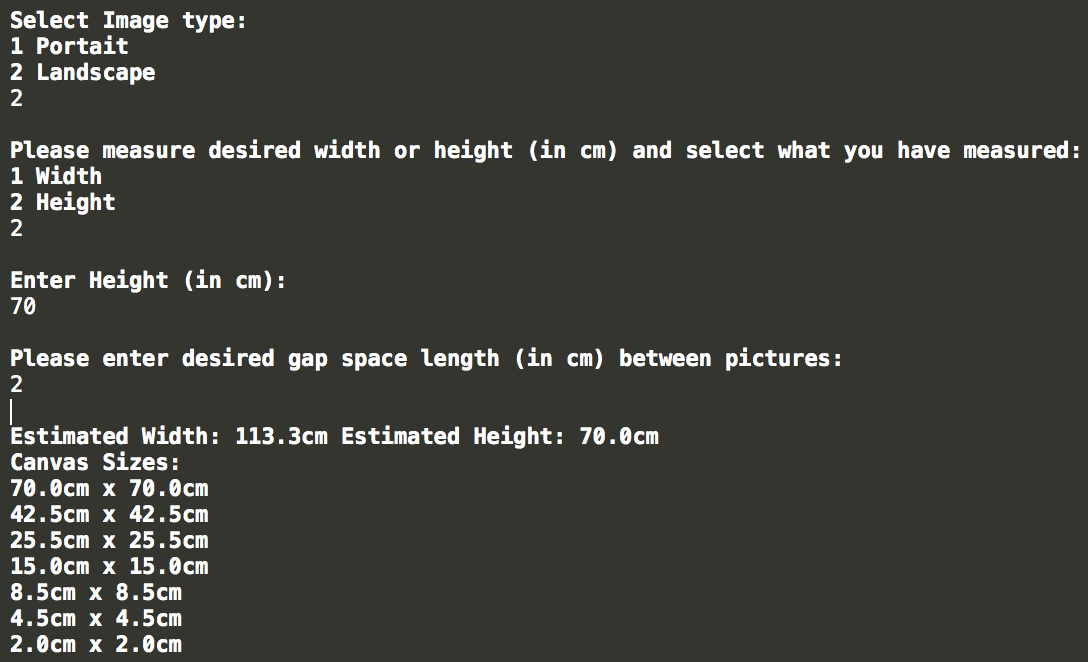 Select Image type:
1 Portait
2 Landscape
2
Please measure desired width or height (in cm) and select what you have measured:
1 Width
2 Height
2
Enter Height (in cm):
70
Please enter desired gap space length (in cm) between pictures:
2
Estimated Width: 113.3cm Estimated Height: 70.0cm
Canvas Sizes:
70.0cm x 70.0cm
42.5cm x 42.5cm
25.5cm x 25.5cm
15.0cm x 15.0cm
8.5cm x 8.5cm
4.5cm x 4.5cm
2.0cm x 2.0cm